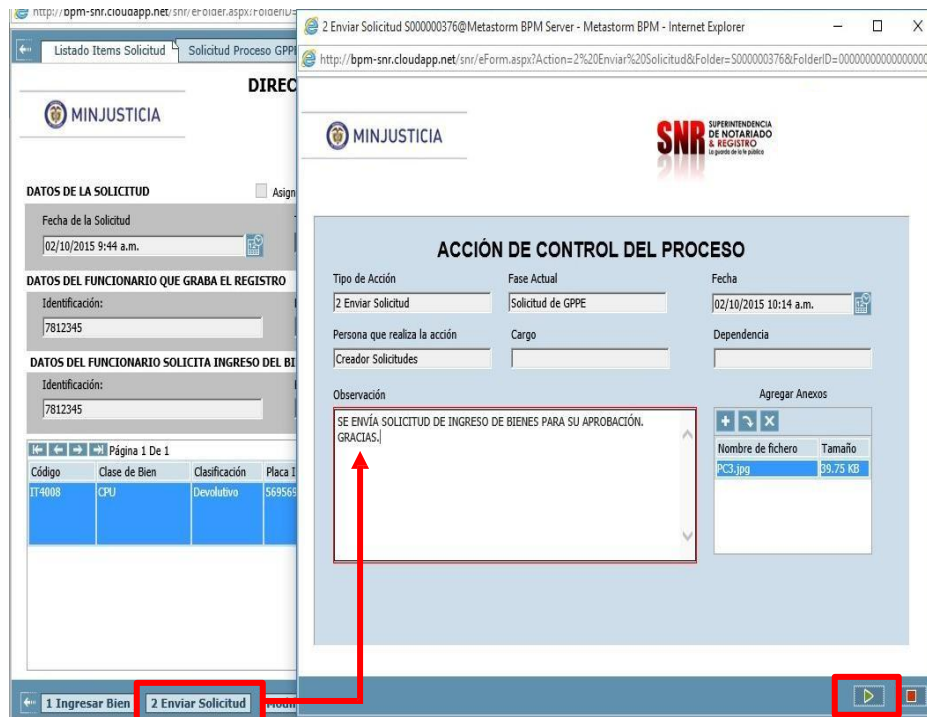 http://bpm-snr.cloudapp.net/snr/eFolder.aspx?FolderID=
Listado Items Solicitud
Solicitud Proceso GPPE
DIREC
MINJUSTICIA
DATOS DE LA SOLICITUD
Asign
Fecha de la Solicitud
02/10/2015 9:44 a.m.
DATOS DEL FUNCIONARIO QUE GRABA EL REGISTRO
Identificación:
7812345
DATOS DEL FUNCIONARIO SOLICITA INGRESO DEL BI
Identificación:
7812345
Página 1 De 1
Código Clase de Bien Clasificación Placa I
IT4008 CPU Devolutivo 569569
1 Ingresar Bien 2 Enviar Solicitud
2 Enviar Solicitud S000000376@Metastorm BPM Server - Metastorm BPM - Internet Explorer
http://bpm-snr.cloudapp.net/snr/eForm.aspx?Action=2%20Enviar%20Solicitud&Folder=S000000376&FolderID=0000000000000000
MINJUSTICIA
SNR SUPERINTENDENCIA
DE NOTARIADO
& REGISTRO
La guarda de la fe pública
ACCIÓN DE CONTROL DEL PROCESO
Tipo de Acción Fase Actual Fecha
2 Enviar Solicitud Solicitud de GPPE 02/10/2015 10:14 a.m.
Persona que realiza la acción Cargo Dependencia
Creador Solicitudes
Observación Agregar Anexos
SE ENVÍA SOLICITUD DE INGRESO DE BIENES PARA SU APROBACIÓN.
GRACIAS.
Nombre de fichero Tamaño
PC3.jpg 39.75 KB